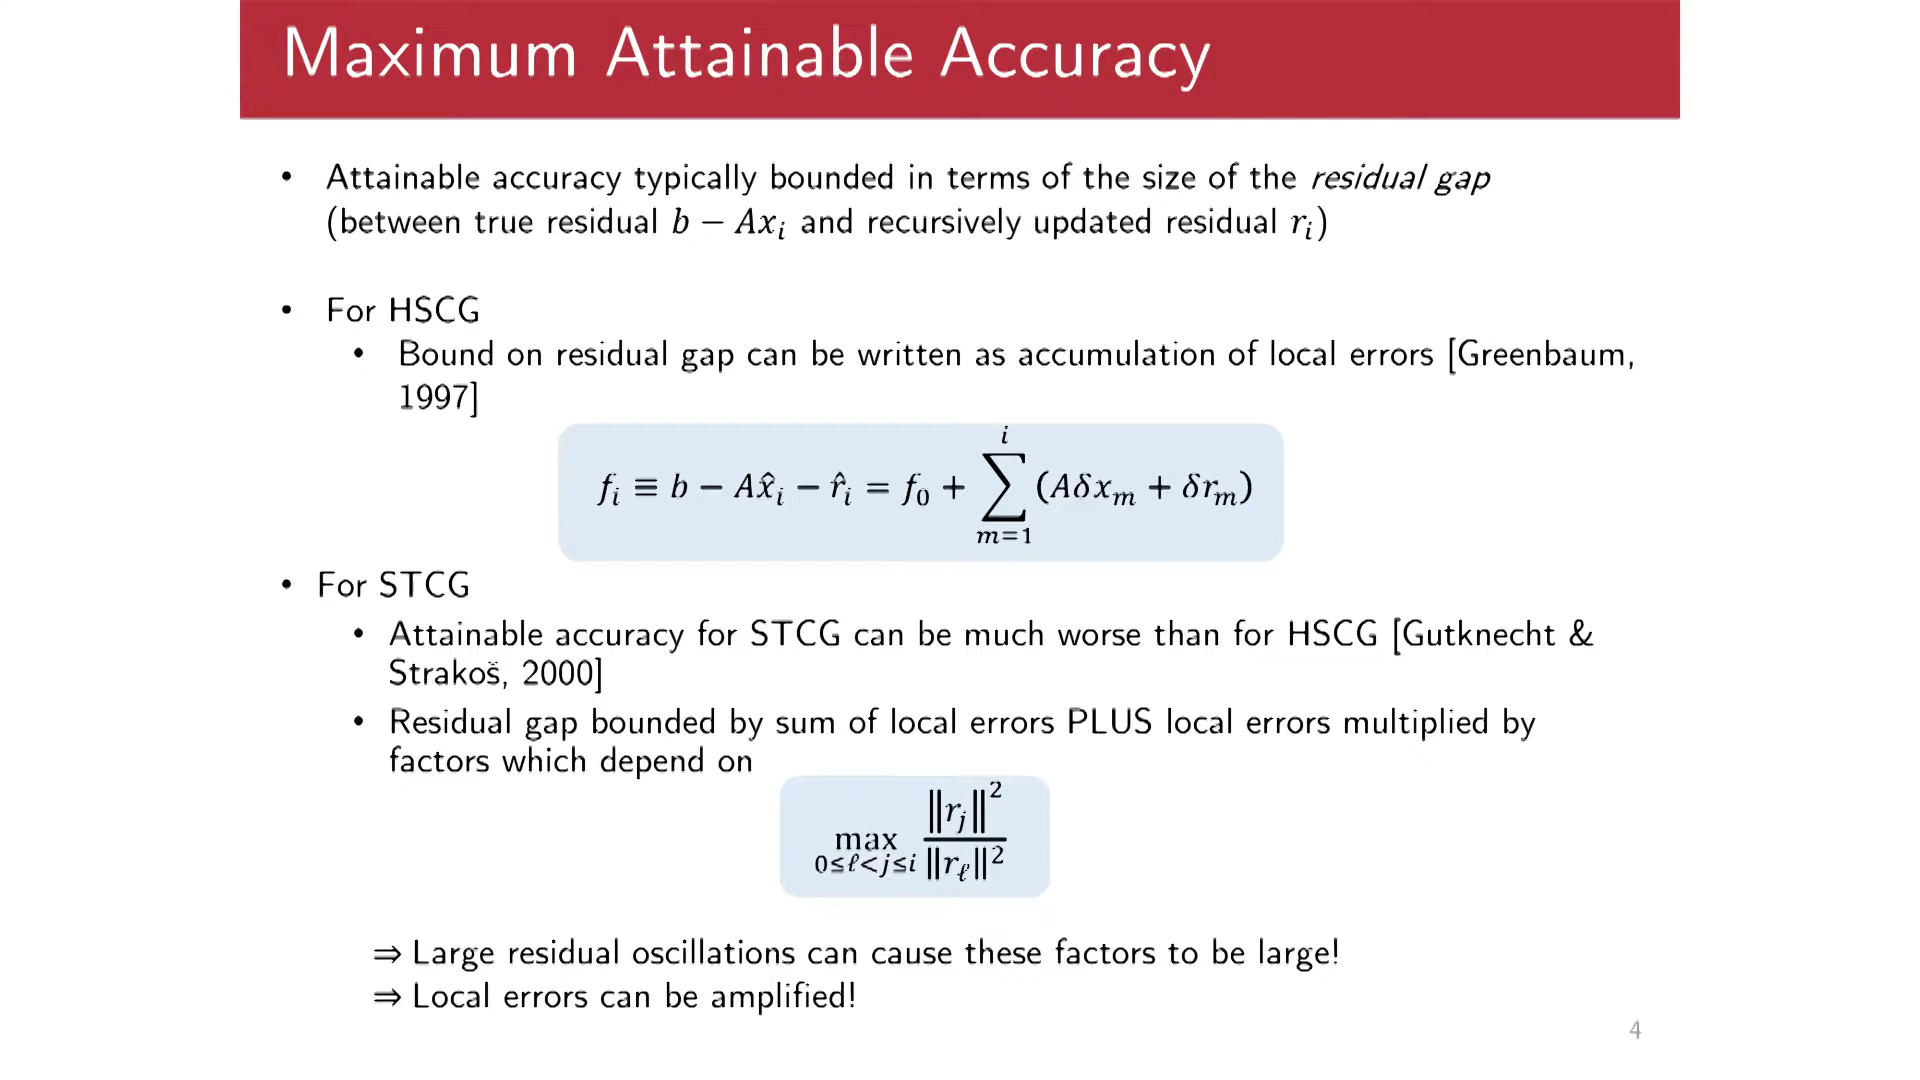 Maximum Attainable Accuracy
• Attainable accuracy typically bounded in terms of the size of the residual gap
(between true residual b − Ax_i and recursively updated residual r_i)
• For HSCG
• Bound on residual gap can be written as accumulation of local errors [Greenbaum,
1997]
f_i ≡ b − Ax̂_i − r̂_i = f_0 + ∑_{m=1}^{i} (Aδx_m + δr_m)
• For STCG
• Attainable accuracy for STCG can be much worse than for HSCG [Gutknecht &
Strakoš, 2000]
• Residual gap bounded by sum of local errors PLUS local errors multiplied by
factors which depend on
max_{0≤ℓ<j≤i} ‖r_j‖² / ‖r_ℓ‖²
⇒ Large residual oscillations can cause these factors to be large!
⇒ Local errors can be amplified!
4